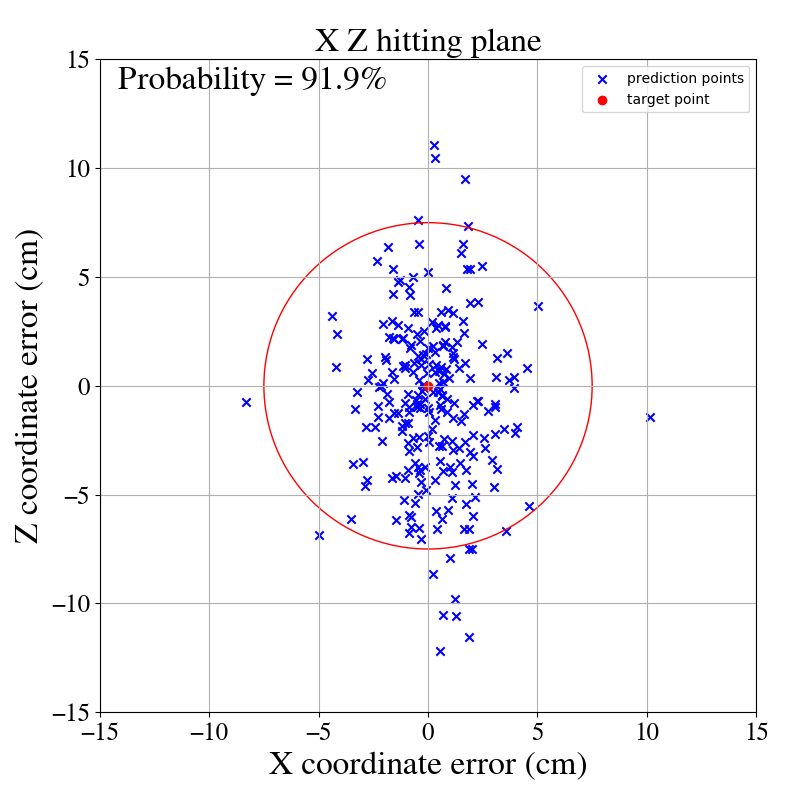 X Z hitting plane
Probability = 91.9%
prediction points
target point
15
10
5
0
−5
−10
−15
−15
−10
−5
0
5
10
15
Z coordinate error (cm)
X coordinate error (cm)